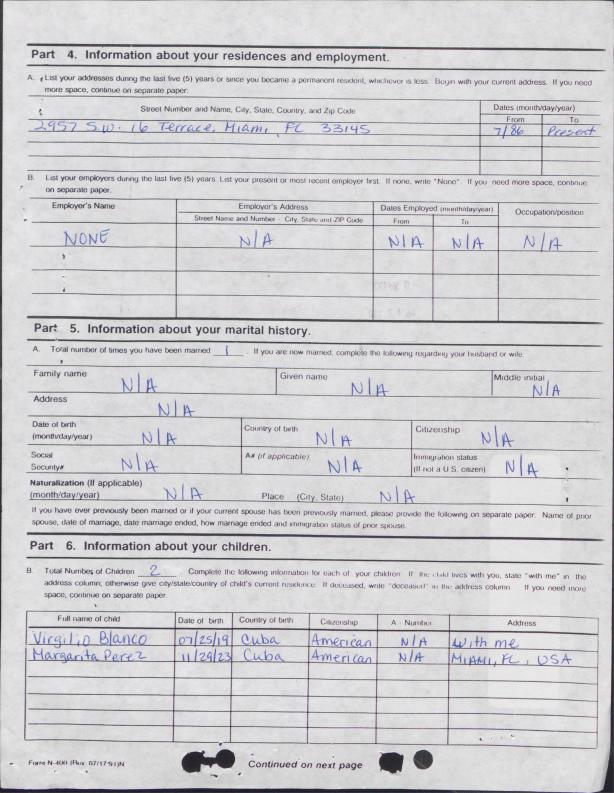 Part 4. Information about your residences and employment.
A. List your addresses during the last five (5) years or since you became a permanent resident, whichever is less. Begin with your current address. If you need
more space, continue on separate paper:
Street Number and Name, City, State, Country, and Zip Code
Dates (month/day/year)
From To
2957 S.W. 16 Terrace, Miami, FL 33145 7/86 Present
B. List your employers during the last five (5) years. List your present or most recent employer first. If none, write "None". If you need more space, continue
on separate paper.
Employer's Name Employer's Address Dates Employed (month/day/year) Occupation/position
Street Name and Number - City, State and ZIP Code From To
NONE N/A N/A N/A N/A
Part 5. Information about your marital history.
A. Total number of times you have been married 1 . If you are now married, complete the following regarding your husband or wife.
Family name Given name Middle initial
N/A N/A N/A
Address
N/A
Date of birth Country of birth Citizenship
(month/day/year) N/A N/A N/A
Social A# (if applicable) Immigration status
Security# N/A N/A (If not a U.S. citizen) N/A
Naturalization (If applicable)
(month/day/year) N/A Place (City, State) N/A
If you have ever previously been married or if your current spouse has been previously married, please provide the following on separate paper: Name of prior
spouse, date of marriage, date marriage ended, how marriage ended and immigration status of prior spouse.
Part 6. Information about your children.
B. Total Number of Children 2 . Complete the following information for each of your children. If the child lives with you, state "with me" in the
address column; otherwise give city/state/country of child's current residence. If deceased, write "deceased" in the address column. If you need more
space, continue on separate paper.
Full name of child Date of birth Country of birth Citizenship A - Number Address
Virgilio Blanco 07/25/19 Cuba American N/A with me
Margarita Perez 11/29/23 Cuba American N/A MIAMI, FL, USA
Form N-400 (Rev. 07/17/91)N Continued on next page